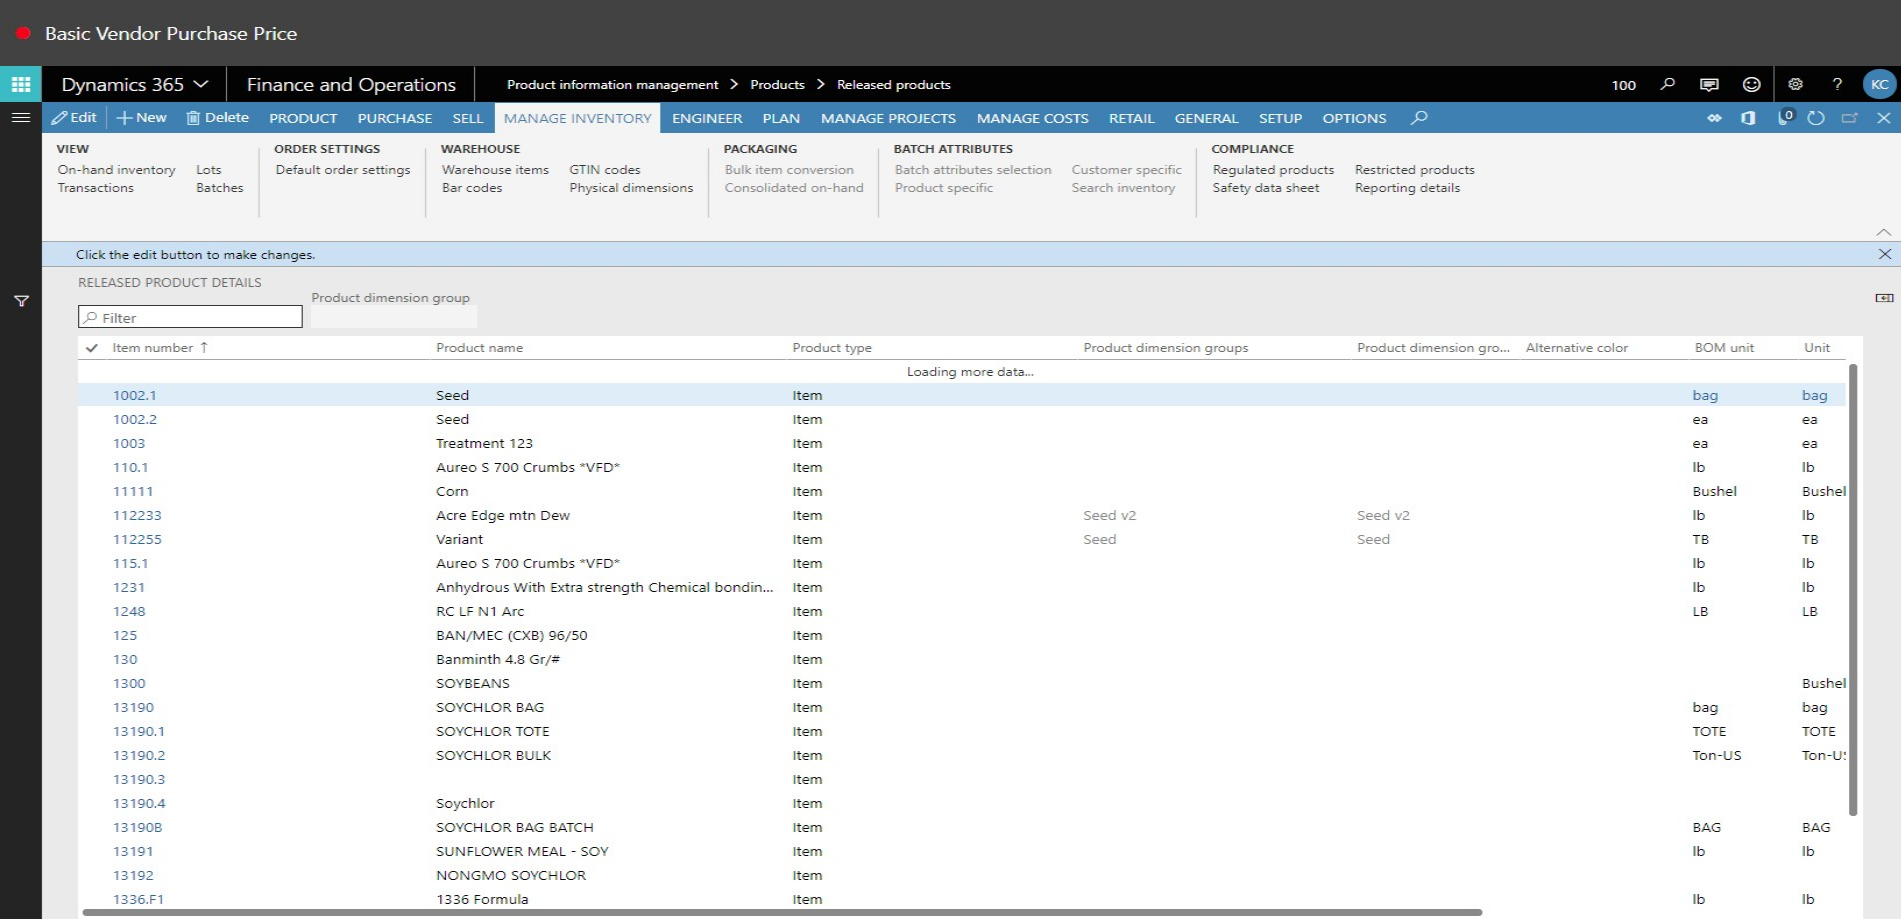 Basic Vendor Purchase Price
Dynamics 365 Finance and Operations Product information management > Products > Released products 100 ? KC
Edit + New Delete PRODUCT PURCHASE SELL MANAGE INVENTORY ENGINEER PLAN MANAGE PROJECTS MANAGE COSTS RETAIL GENERAL SETUP OPTIONS 0
VIEW ORDER SETTINGS WAREHOUSE PACKAGING BATCH ATTRIBUTES COMPLIANCE
On-hand inventory Lots Default order settings Warehouse items GTIN codes Bulk item conversion Batch attributes selection Customer specific Regulated products Restricted products
Transactions Batches Bar codes Physical dimensions Consolidated on-hand Product specific Search inventory Safety data sheet Reporting details
Click the edit button to make changes.
RELEASED PRODUCT DETAILS
Product dimension group
Filter
Item number ↑ Product name Product type Product dimension groups Product dimension gro... Alternative color BOM unit Unit
Loading more data...
1002.1 Seed Item bag bag
1002.2 Seed Item ea ea
1003 Treatment 123 Item ea ea
110.1 Aureo S 700 Crumbs *VFD* Item lb lb
11111 Corn Item Bushel Bushel
112233 Acre Edge mtn Dew Item Seed v2 Seed v2 lb lb
112255 Variant Item Seed Seed TB TB
115.1 Aureo S 700 Crumbs *VFD* Item lb lb
1231 Anhydrous With Extra strength Chemical bondin... Item lb lb
1248 RC LF N1 Arc Item LB LB
125 BAN/MEC (CXB) 96/50 Item
130 Banminth 4.8 Gr/# Item
1300 SOYBEANS Item Bushel
13190 SOYCHLOR BAG Item bag bag
13190.1 SOYCHLOR TOTE Item TOTE TOTE
13190.2 SOYCHLOR BULK Item Ton-US Ton-U
13190.3 Item
13190.4 Soychlor Item
13190B SOYCHLOR BAG BATCH Item BAG BAG
13191 SUNFLOWER MEAL - SOY Item lb lb
13192 NONGMO SOYCHLOR Item
1336.F1 1336 Formula Item lb lb